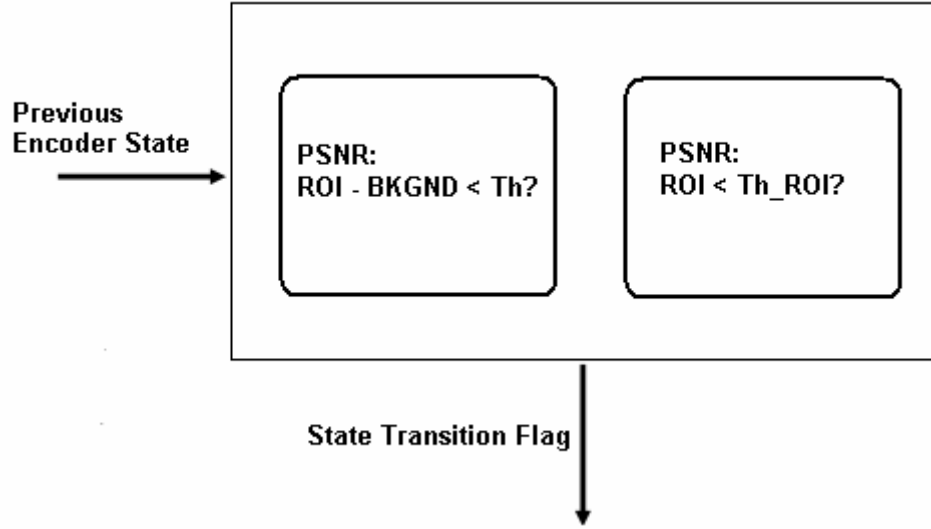 Previous
Encoder State
PSNR:
ROI - BKGND < Th?
PSNR:
ROI < Th_ROI?
State Transition Flag